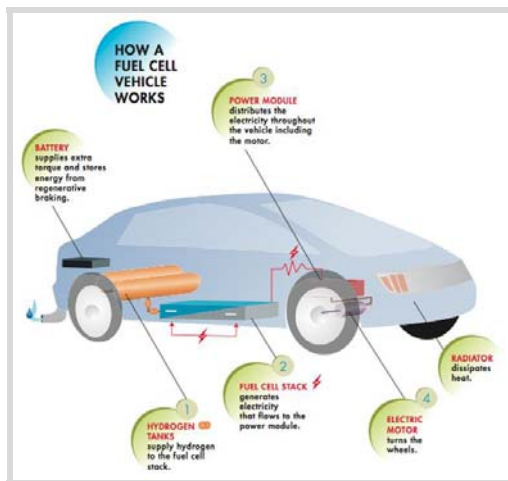 HOW A
FUEL CELL
VEHICLE
WORKS
3
POWER MODULE
distributes the
electricity throughout
the vehicle including
the motor.
BATTERY
supplies extra
torque and stores
energy from
regenerative
braking.
2
FUEL CELL STACK
generates
electricity
that flows to the
power module.
RADIATOR
dissipates
heat.
1
HYDROGEN
TANKS
supply hydrogen
to the fuel cell
stack.
4
ELECTRIC
MOTOR
turns the
wheels.